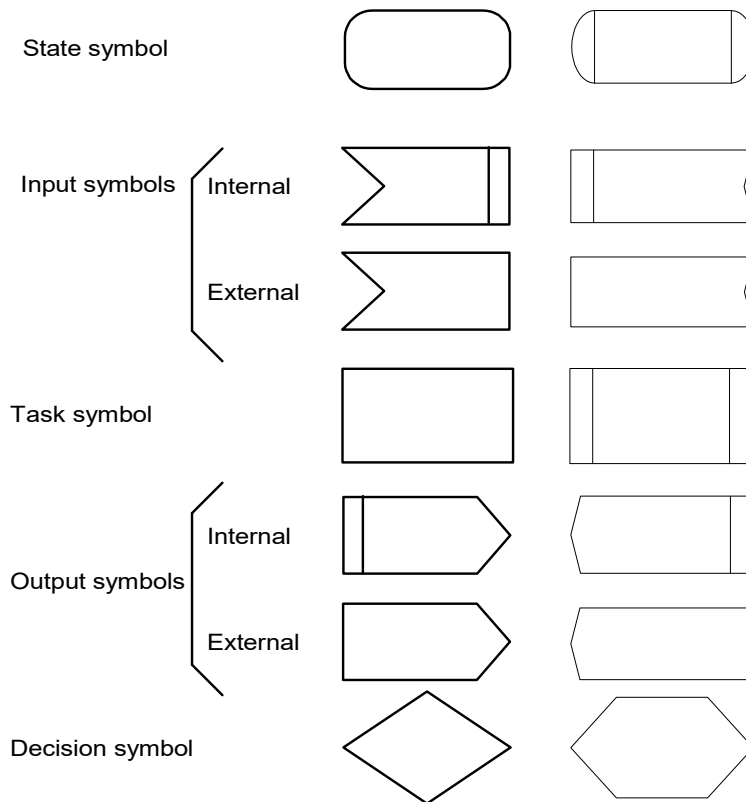 State symbol
Input symbols
Internal
External
Task symbol
Output symbols
Internal
External
Decision symbol